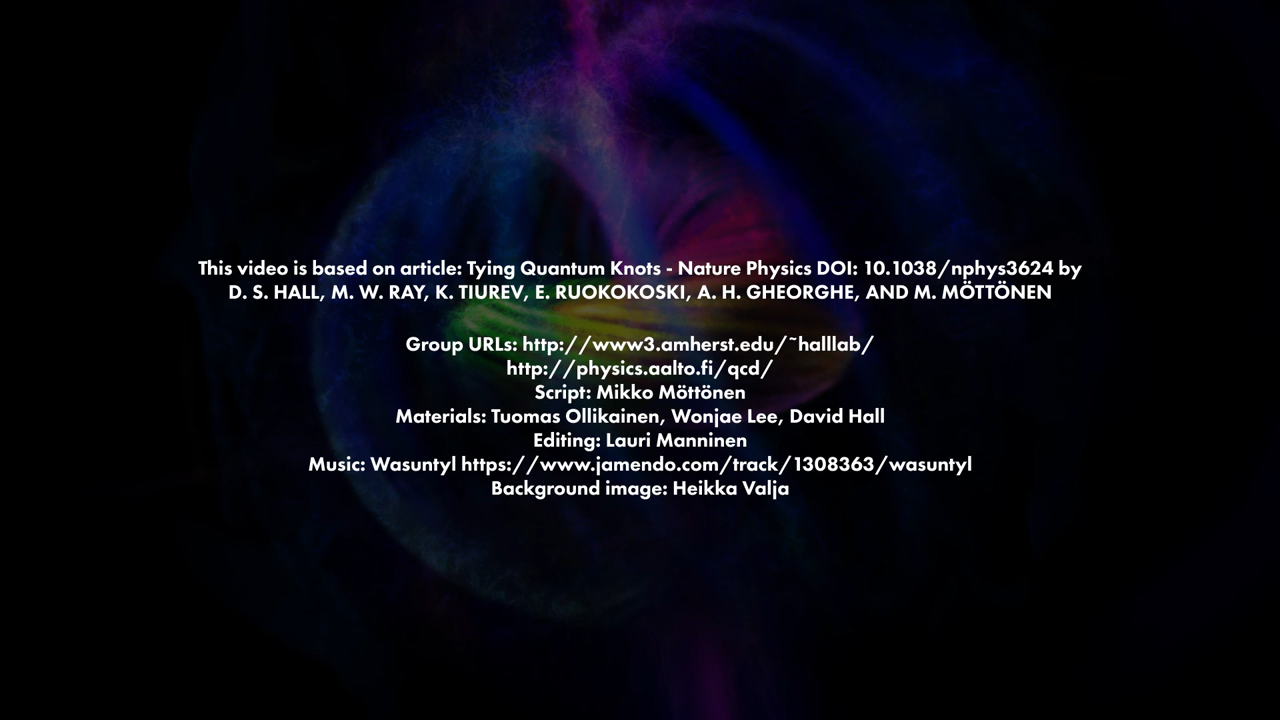 This video is based on article: Tying Quantum Knots - Nature Physics DOI: 10.1038/nphys3624 by
D. S. HALL, M. W. RAY, K. TIUREV, E. RUOKOKOSKI, A. H. GHEORGHE, AND M. MÖTTÖNEN
Group URLs: http://www3.amherst.edu/~halllab/
http://physics.aalto.fi/qcd/
Script: Mikko Möttönen
Materials: Tuomas Ollikainen, Wonjae Lee, David Hall
Editing: Lauri Manninen
Music: Wasuntyl https://www.jamendo.com/track/1308363/wasuntyl
Background image: Heikka Valja